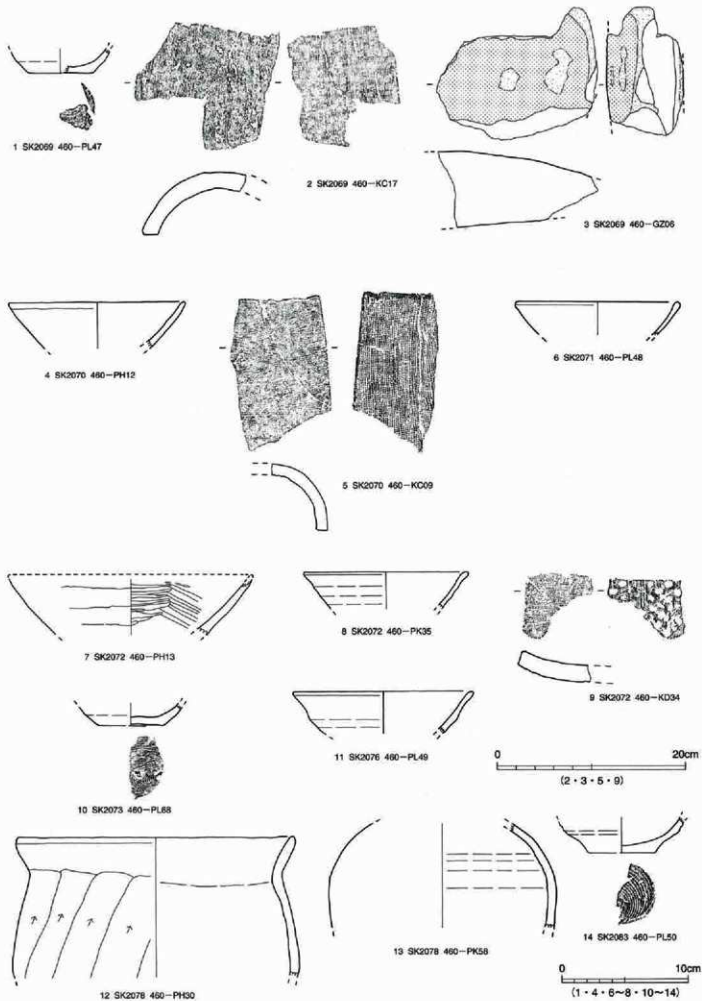 1 SK2069 460-PL47
2 SK2069 460-KC17
3 SK2069 460-GZ06
4 SK2070 460-PH12
5 SK2070 460-KC09
6 SK2071 460-PL48
7 SK2072 460-PH13
8 SK2072 460-PK35
9 SK2072 460-KD34
10 SK2073 460-PL68
11 SK2076 460-PL49
0 20cm
(2・3・5・9)
12 SK2078 460-PH30
13 SK2078 460-PK58
14 SK2083 460-PL50
0 10cm
(1・4・6~8・10~14)